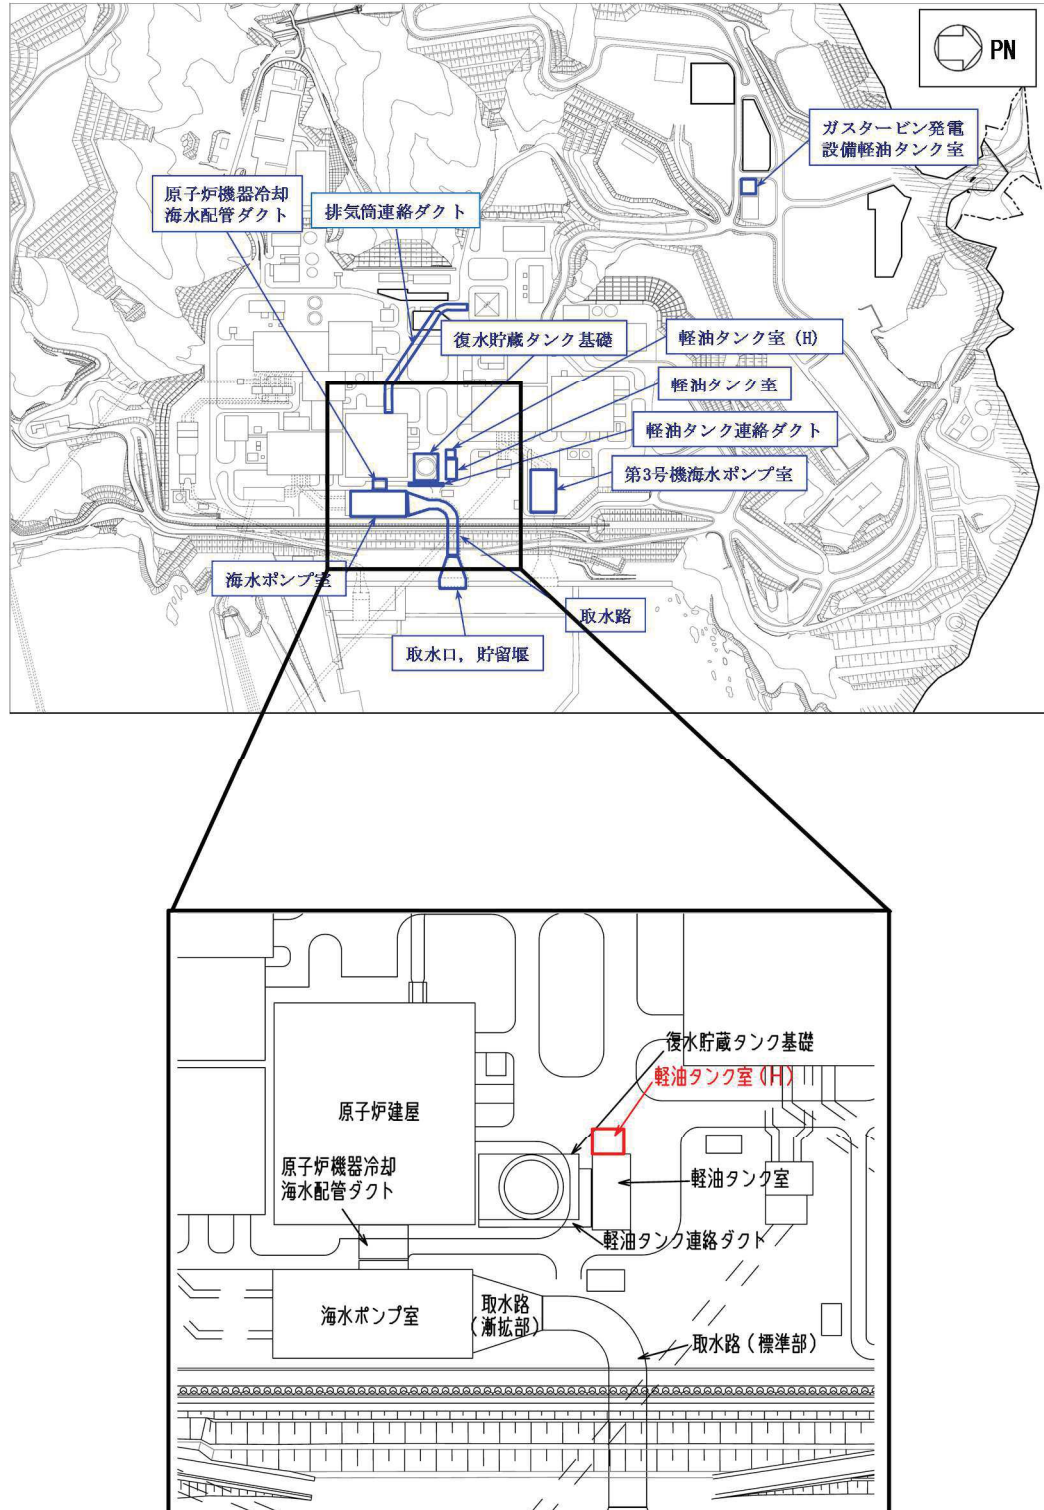 PN
ガスタービン発電
設備軽油タンク室
原子炉機器冷却
海水配管ダクト
排気筒連絡ダクト
復水貯蔵タンク基礎
軽油タンク室（H）
軽油タンク室
軽油タンク連絡ダクト
第3号機海水ポンプ室
海水ポンプ室
取水路
取水口，貯留堰
復水貯蔵タンク基礎
軽油タンク室（H）
原子炉建屋
原子炉機器冷却
海水配管ダクト
軽油タンク室
軽油タンク連絡ダクト
海水ポンプ室
取水路
（漸拡部）
取水路（標準部）